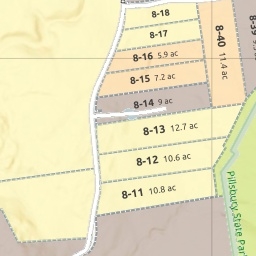 8-18
8-17
8-16 5.9 ac
8-15 7.2 ac
8-14 9 ac
8-13 12.7 ac
8-12 10.6 ac
8-11 10.8 ac
8-40
11.4 ac
Pillsbury State Par